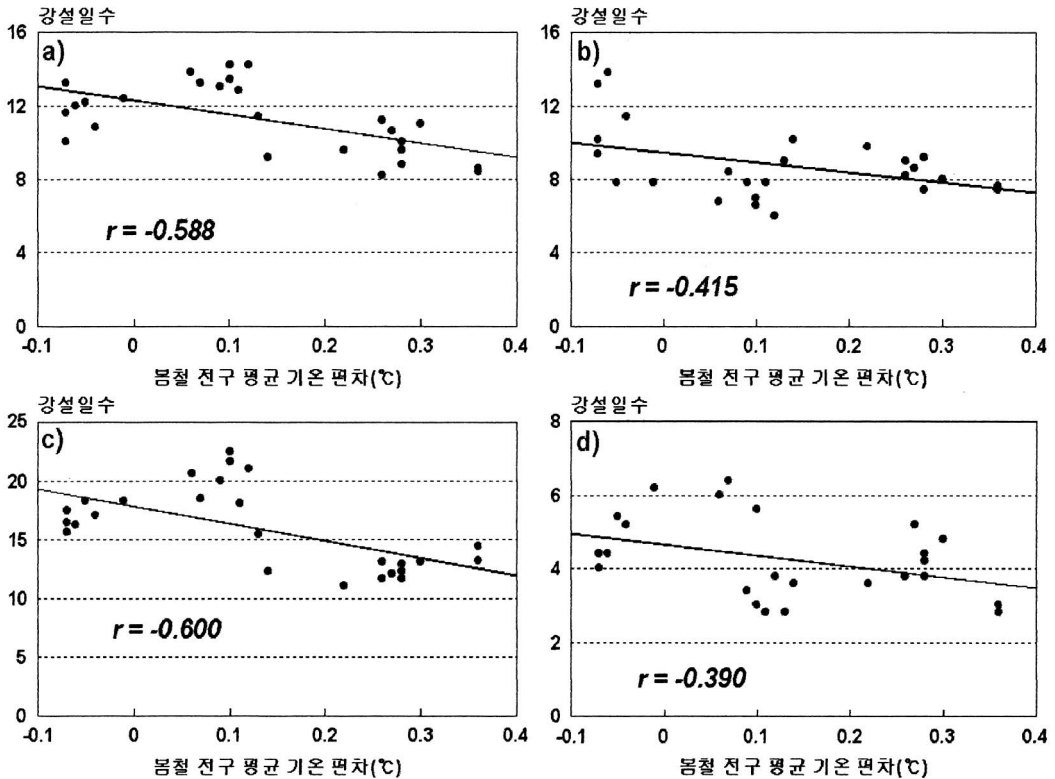 강설일수
16
a)
12
8
r = -0.588
4
0
-0.1 0 0.1 0.2 0.3 0.4
봄철 전구 평균 기온 편차(℃)
강설일수
16
b)
12
8
4
r = -0.415
0
-0.1 0 0.1 0.2 0.3 0.4
봄철 전구 평균 기온 편차(℃)
강설일수
25
c)
20
15
10
r = -0.600
5
0
-0.1 0 0.1 0.2 0.3 0.4
봄철 전구 평균 기온 편차(℃)
강설일수
8
d)
6
4
2
r = -0.390
0
-0.1 0 0.1 0.2 0.3 0.4
봄철 전구 평균 기온 편차(℃)